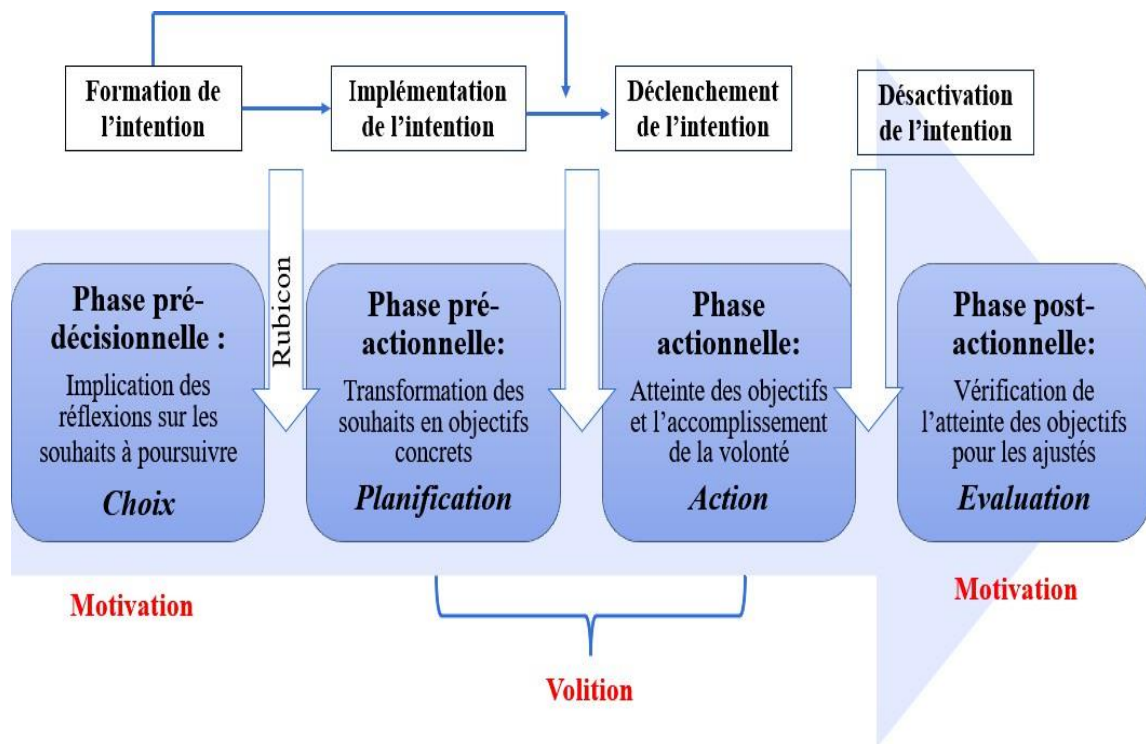 Formation de
l'intention
Implémentation
de l'intention
Déclenchement
de l'intention
Désactivation
de l'intention
Rubicon
Phase pré-
décisionnelle :
Implication des
réflexions sur les
souhaits à poursuivre
Choix
Phase pré-
actionnelle:
Transformation des
souhaits en objectifs
concrets
Planification
Phase
actionnelle:
Atteinte des objectifs
et l'accomplissement
de la volonté
Action
Phase post-
actionnelle:
Vérification de
l'atteinte des objectifs
pour les ajustés
Evaluation
Motivation
Volition
Motivation